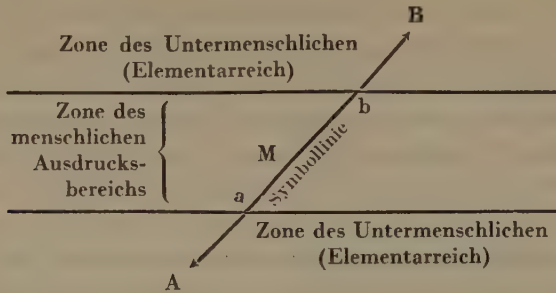 B
Zone des Untermenschlichen
(Elementarreich)
b
Zone des
menschlichen
Ausdrucks-
bereichs
M
Symbollinie
a
Zone des Untermenschlichen
(Elementarreich)
A